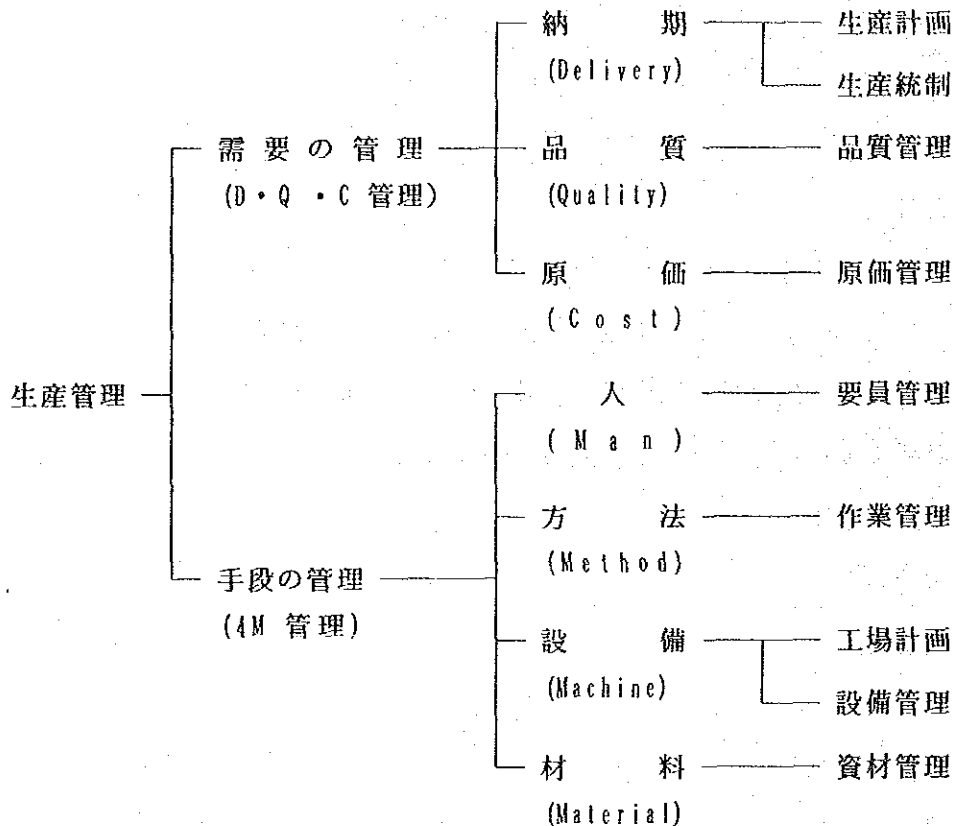 納期 生産計画
(Delivery)
生産統制
需要の管理 品質 品質管理
(D・Q・C 管理) (Quality)
原価 原価管理
(Cost)
生産管理 人 要員管理
(Man)
方法 作業管理
(Method)
手段の管理
(4M 管理)
設備 工場計画
(Machine) 設備管理
材料 資材管理
(Material)